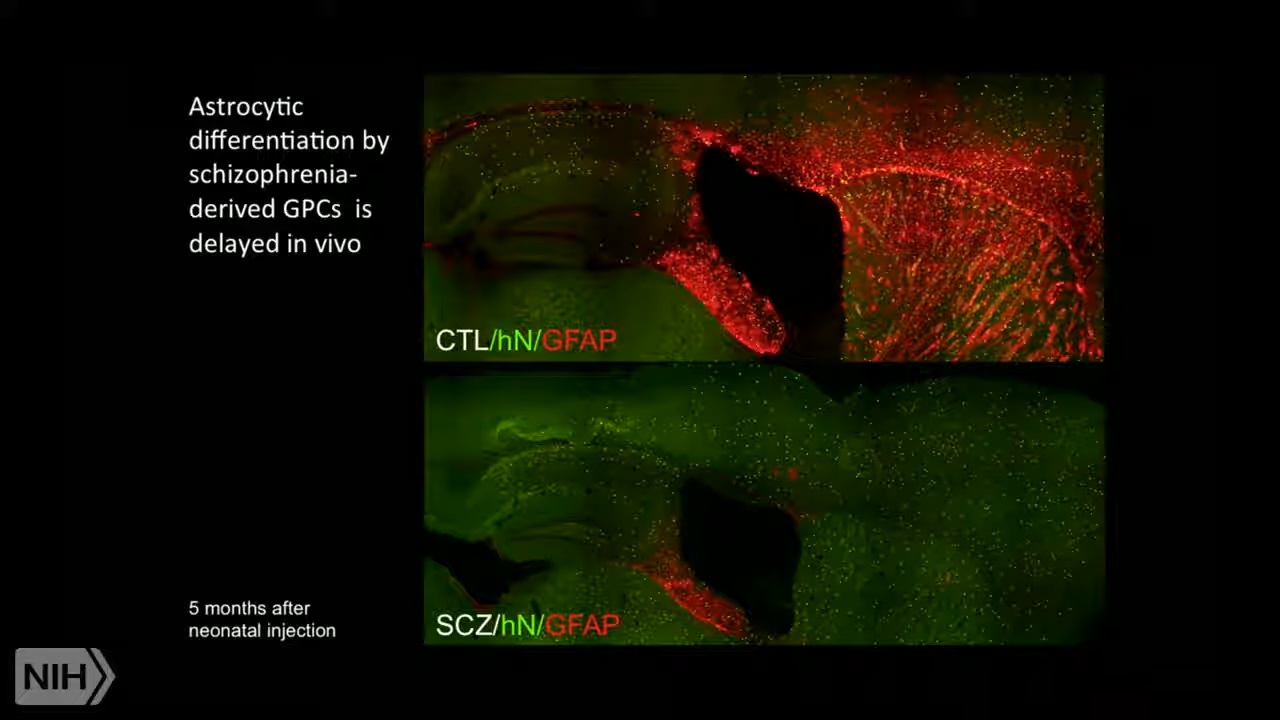 Astrocytic
differentiation by
schizophrenia-
derived GPCs is
delayed in vivo
CTL/hN/GFAP
SCZ/hN/GFAP
5 months after
neonatal injection
NIH